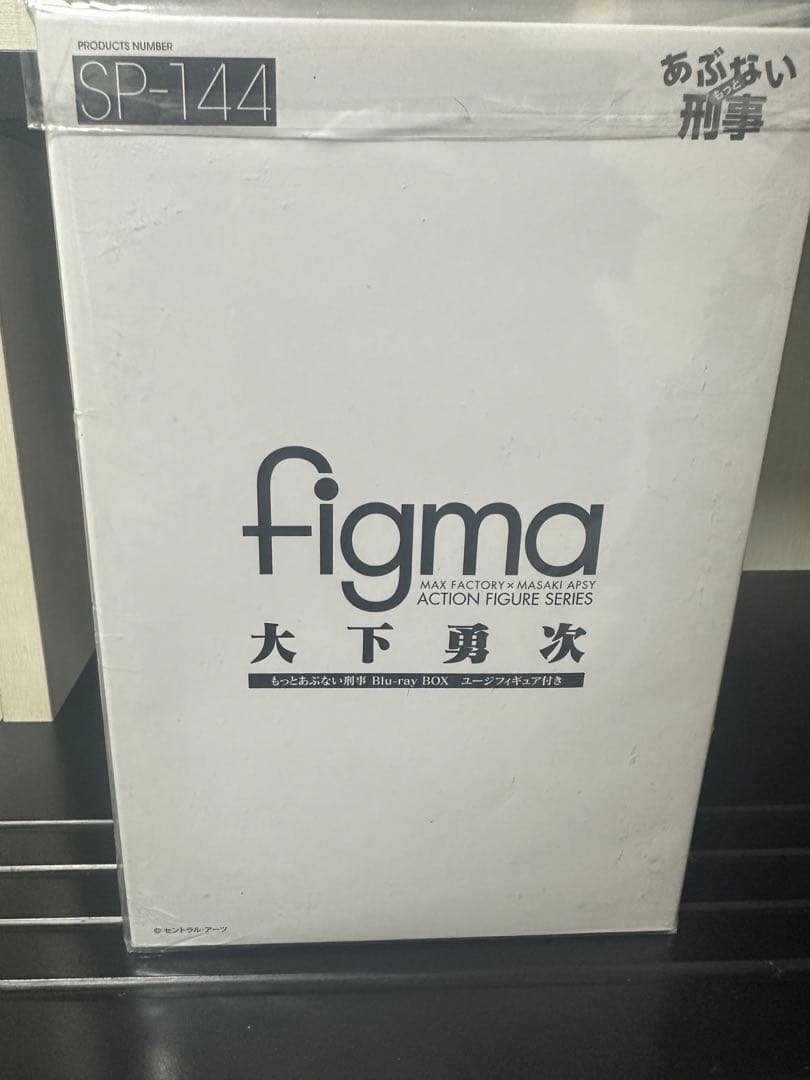 PRODUCTS NUMBER
SP-144
あぶない
もっと
刑事
figma
MAX FACTORY × MASAKI APSY
ACTION FIGURE SERIES
大下勇次
もっとあぶない刑事 Blu-ray BOX ユージフィギュア付き
© セントラル・アーツ